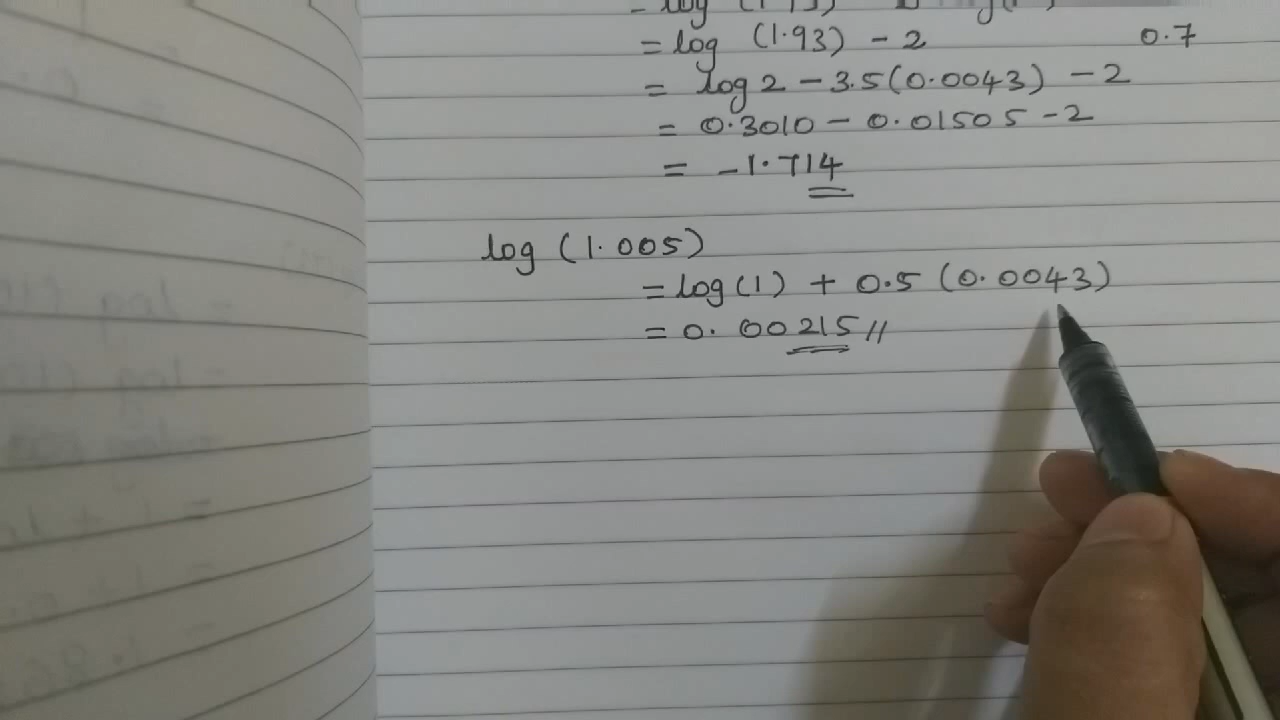 = log (1.93) - 2 0.7
= log 2 - 3.5(0.0043) - 2
= 0.3010 - 0.01505 - 2
= -1.714
log (1.005)
= log(1) + 0.5 (0.0043)
= 0.00215 //